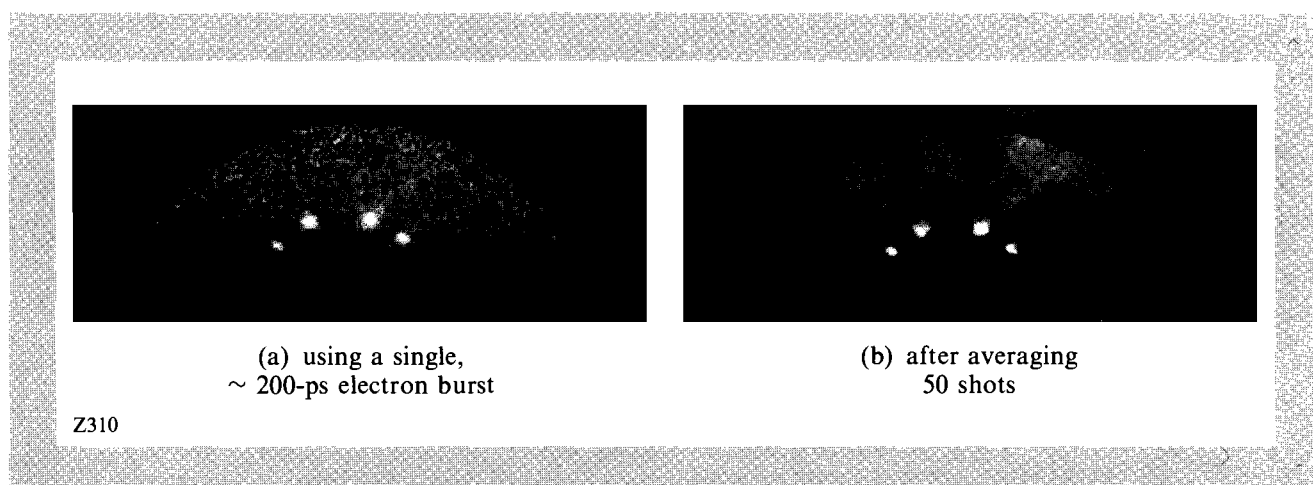 (a) using a single,
~ 200-ps electron burst
(b) after averaging
50 shots
Z310